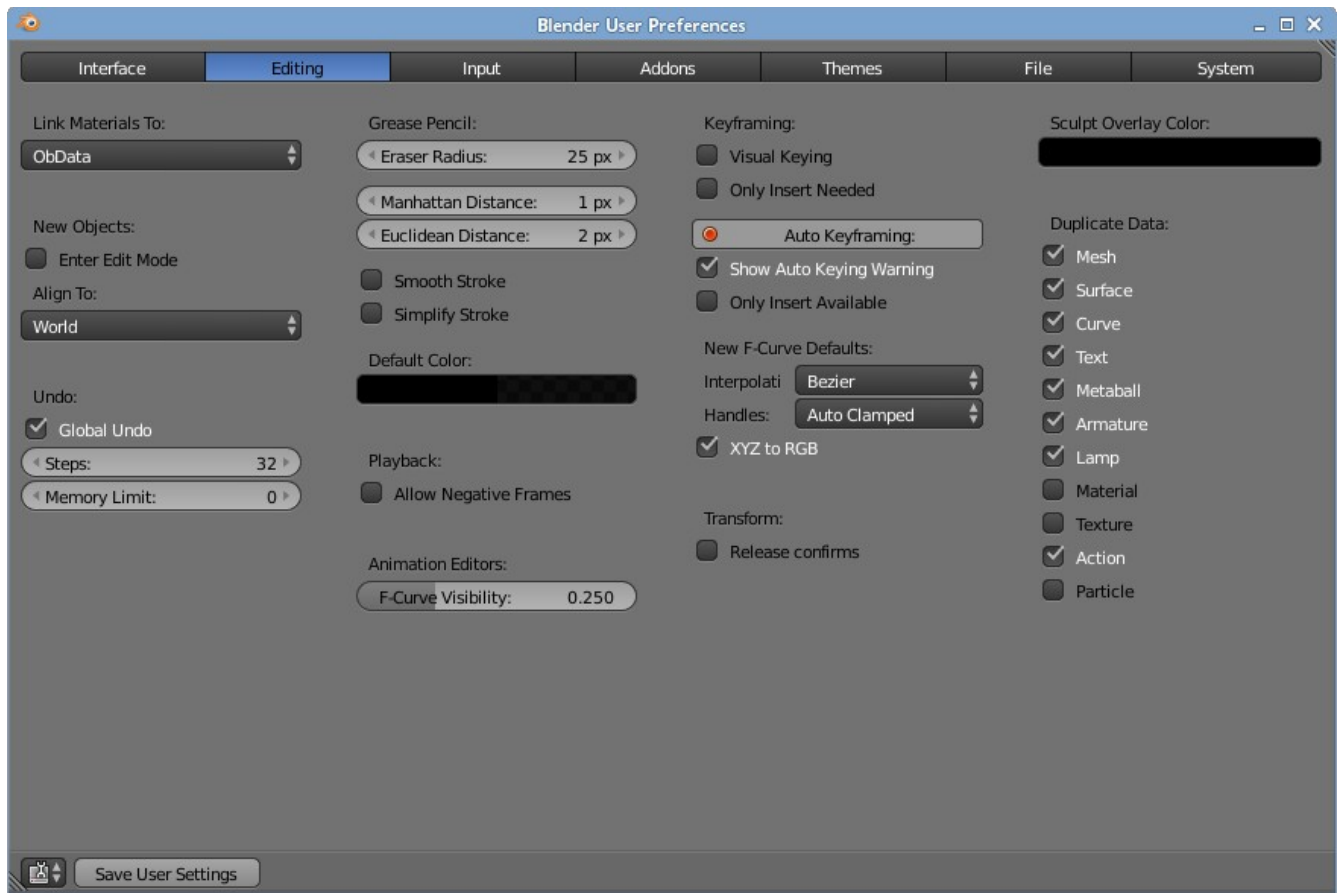 Blender User Preferences
Interface
Editing
Input
Addons
Themes
File
System
Link Materials To:
ObData
New Objects:
Enter Edit Mode
Align To:
World
Undo:
Global Undo
Steps: 32
Memory Limit: 0
Grease Pencil:
Eraser Radius: 25 px
Manhattan Distance: 1 px
Euclidean Distance: 2 px
Smooth Stroke
Simplify Stroke
Default Color:
Playback:
Allow Negative Frames
Animation Editors:
F-Curve Visibility: 0.250
Keyframing:
Visual Keying
Only Insert Needed
Auto Keyframing:
Show Auto Keying Warning
Only Insert Available
New F-Curve Defaults:
Interpolati Bezier
Handles: Auto Clamped
XYZ to RGB
Transform:
Release confirms
Sculpt Overlay Color:
Duplicate Data:
Mesh
Surface
Curve
Text
Metaball
Armature
Lamp
Material
Texture
Action
Particle
Save User Settings